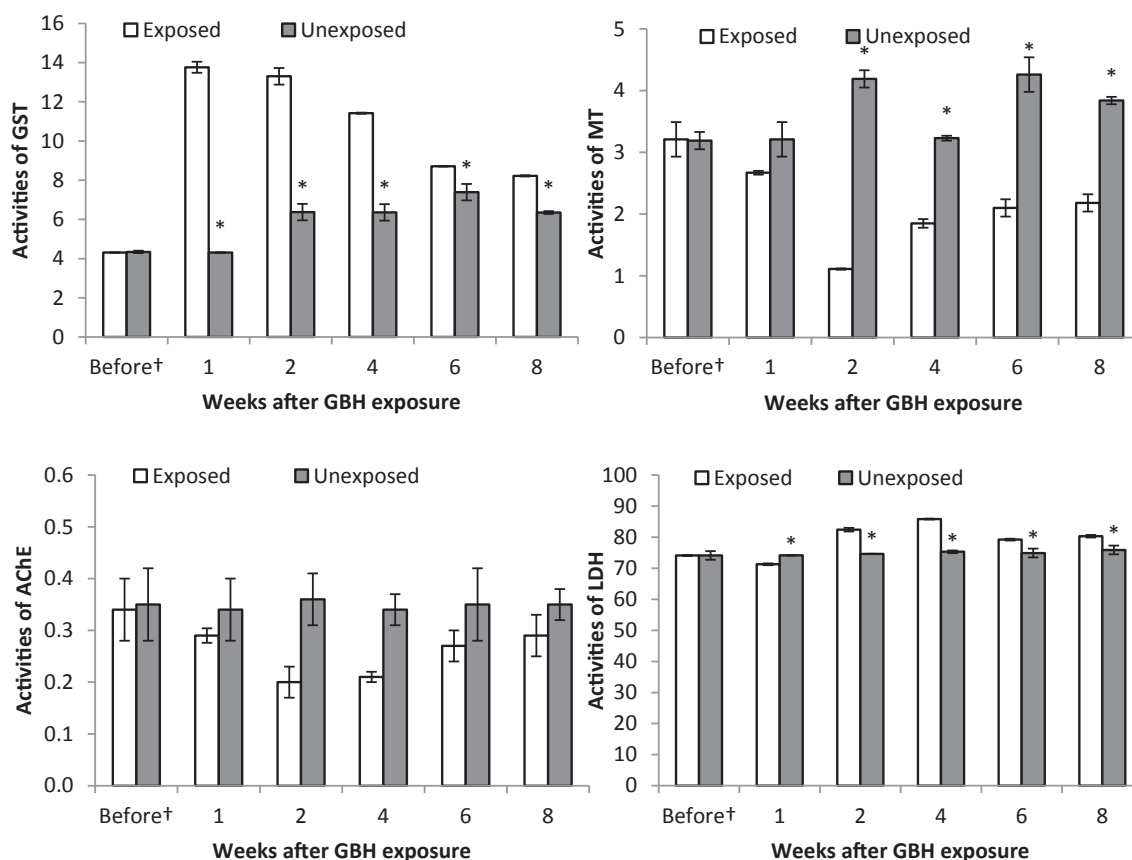 Exposed Unexposed
Activities of GST
16
14
12
10
8
6
4
2
0
* * * * *
Before† 1 2 4 6 8
Weeks after GBH exposure
Exposed Unexposed
Activities of MT
5
4
3
2
1
0
* * * *
Before† 1 2 4 6 8
Weeks after GBH exposure
Exposed Unexposed
Activities of AChE
0.6
0.5
0.4
0.3
0.2
0.1
0.0
Before† 1 2 4 6 8
Weeks after GBH exposure
Exposed Unexposed
Activities of LDH
100
90
80
70
60
50
40
30
20
10
0
* * * * *
Before† 1 2 4 6 8
Weeks after GBH exposure